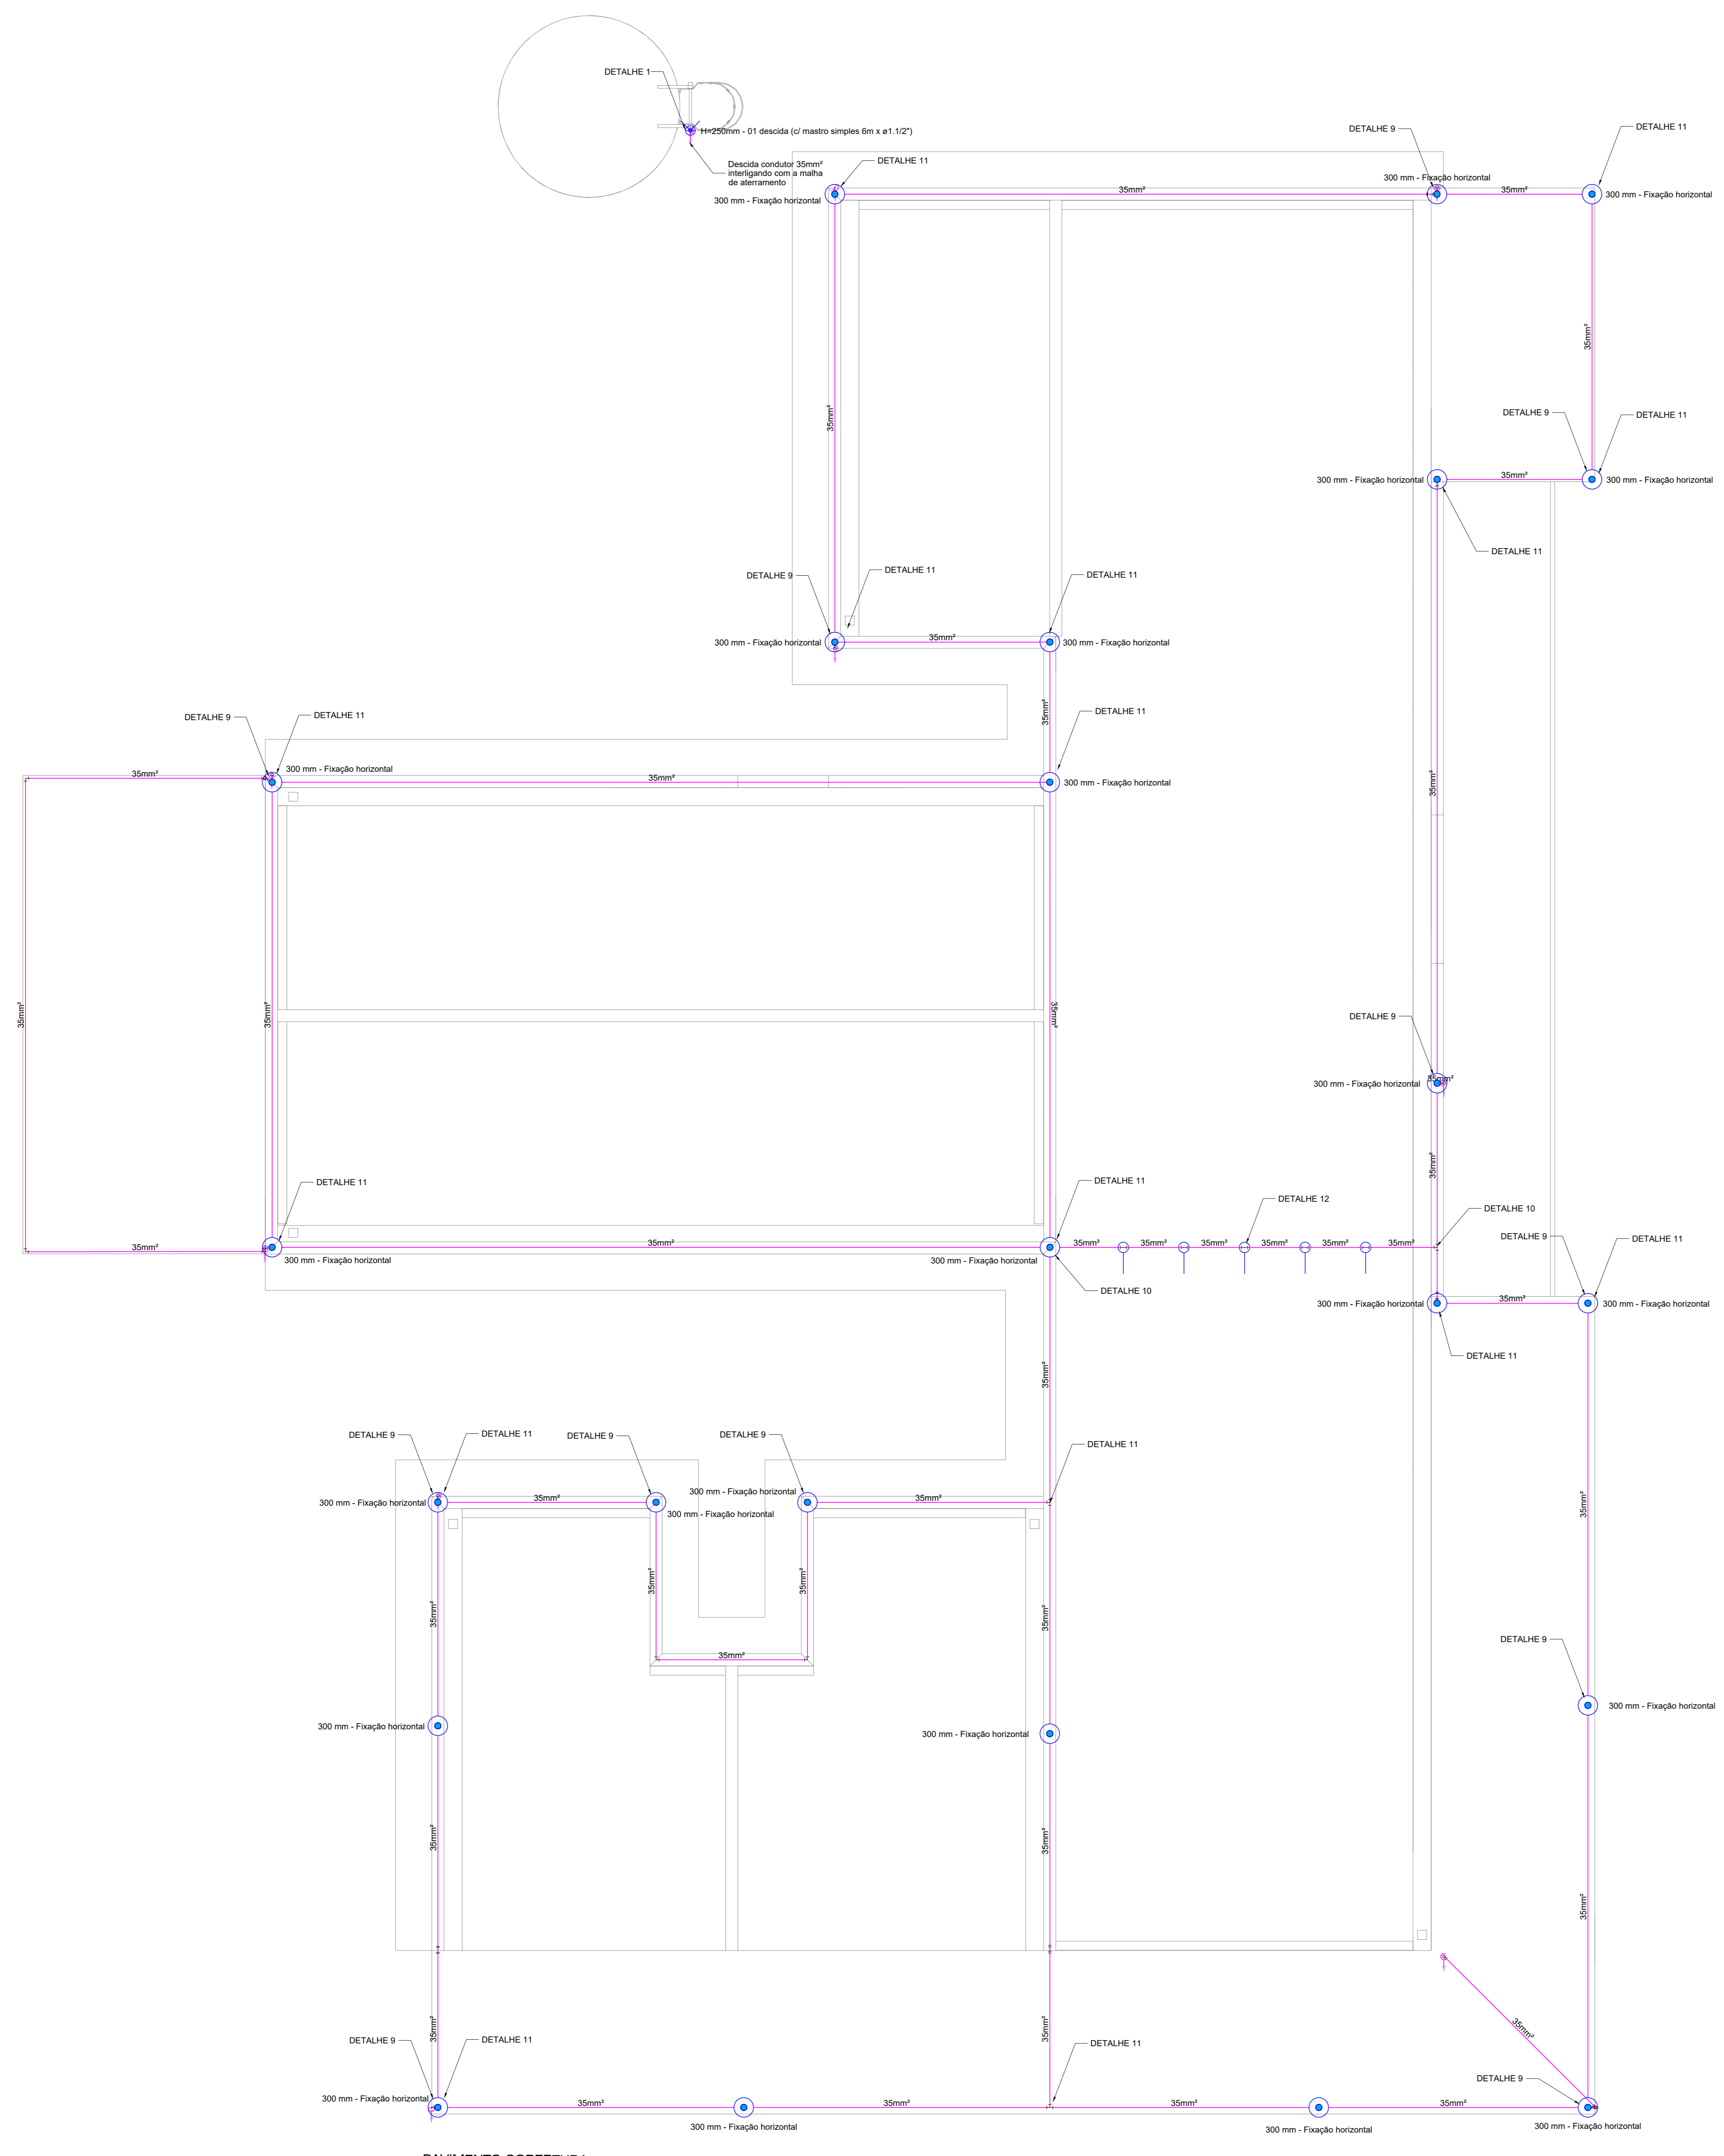 DETALHE 1
H=250mm - 01 descida (c/ mastro simples 6m x ø1.1/2")
Descida condutor 35mm²
interligando com a malha
de aterramento
DETALHE 11
DETALHE 9
DETALHE 11
300 mm - Fixação horizontal
35mm²
300 mm - Fixação horizontal
35mm²
300 mm - Fixação horizontal
35mm²
35mm²
DETALHE 9
DETALHE 11
300 mm - Fixação horizontal
35mm²
300 mm - Fixação horizontal
DETALHE 11
DETALHE 9
DETALHE 11
DETALHE 11
300 mm - Fixação horizontal
35mm²
300 mm - Fixação horizontal
DETALHE 9
DETALHE 11
35mm²
DETALHE 11
300 mm - Fixação horizontal
35mm²
35mm²
300 mm - Fixação horizontal
35mm²
35mm²
35mm²
35mm²
DETALHE 9
300 mm - Fixação horizontal
35mm²
35mm²
DETALHE 11
DETALHE 11
DETALHE 12
DETALHE 10
DETALHE 9
DETALHE 11
35mm²
35mm²
35mm²
35mm²
35mm²
35mm²
35mm²
35mm²
300 mm - Fixação horizontal
300 mm - Fixação horizontal
DETALHE 10
300 mm - Fixação horizontal
35mm²
300 mm - Fixação horizontal
DETALHE 11
35mm²
DETALHE 9
DETALHE 11
DETALHE 9
DETALHE 9
DETALHE 11
300 mm - Fixação horizontal
35mm²
300 mm - Fixação horizontal
300 mm - Fixação horizontal
35mm²
35mm²
35mm²
35mm²
35mm²
35mm²
35mm²
DETALHE 9
300 mm - Fixação horizontal
300 mm - Fixação horizontal
300 mm - Fixação horizontal
35mm²
35mm²
35mm²
35mm²
35mm²
35mm²
DETALHE 9
DETALHE 11
DETALHE 11
DETALHE 9
300 mm - Fixação horizontal
35mm²
35mm²
35mm²
35mm²
300 mm - Fixação horizontal
300 mm - Fixação horizontal
300 mm - Fixação horizontal